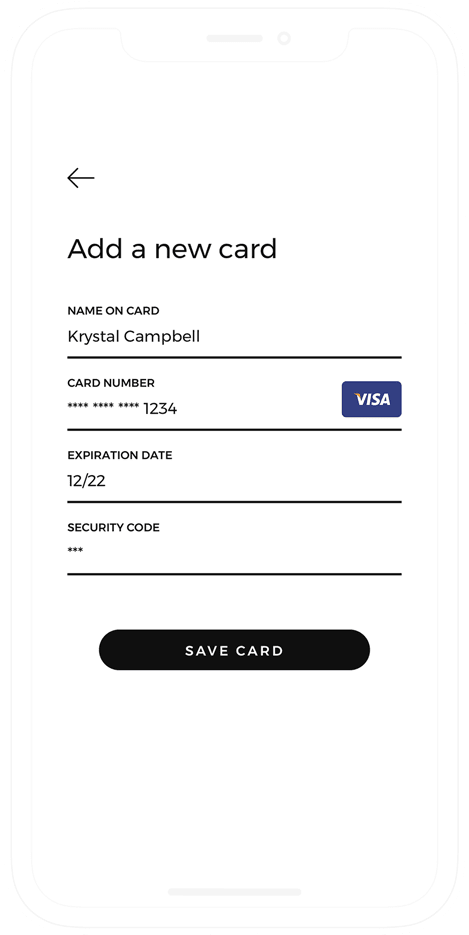 Add a new card
NAME ON CARD
Krystal Campbell
CARD NUMBER
**** **** **** 1234
VISA
EXPIRATION DATE
12/22
SECURITY CODE
***
SAVE CARD